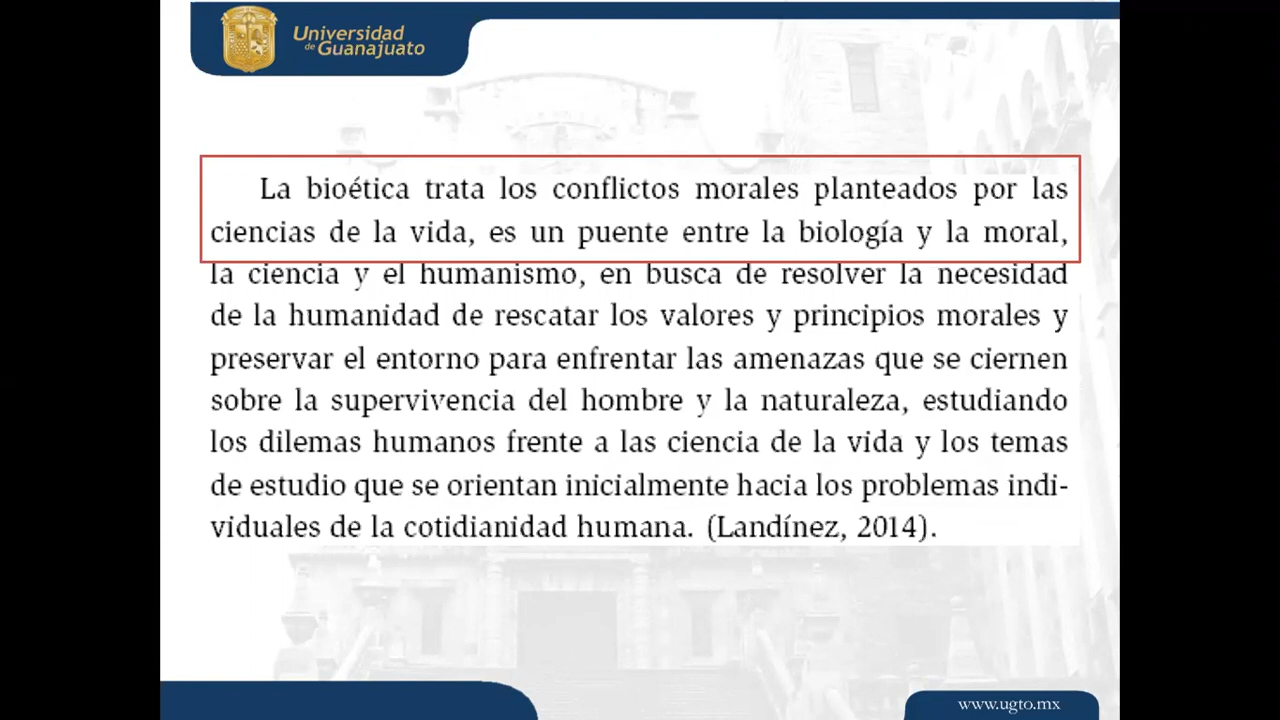 Universidad
de Guanajuato
La bioética trata los conflictos morales planteados por las
ciencias de la vida, es un puente entre la biología y la moral,
la ciencia y el humanismo, en busca de resolver la necesidad
de la humanidad de rescatar los valores y principios morales y
preservar el entorno para enfrentar las amenazas que se ciernen
sobre la supervivencia del hombre y la naturaleza, estudiando
los dilemas humanos frente a las ciencia de la vida y los temas
de estudio que se orientan inicialmente hacia los problemas indi-
viduales de la cotidianidad humana. (Landínez, 2014).
www.ugto.mx